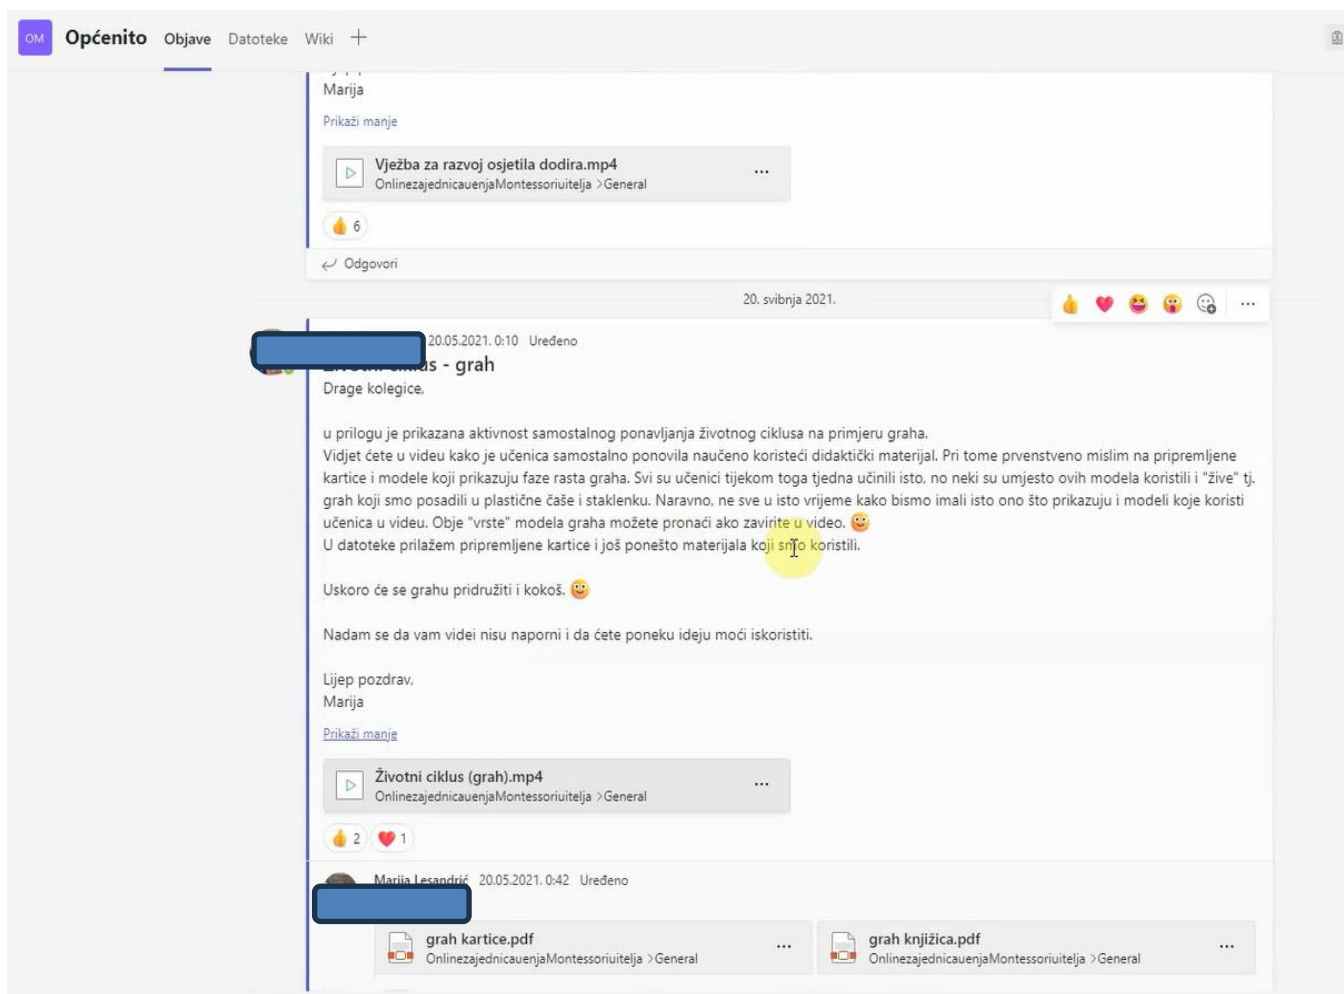 OM Općenito Objave Datoteke Wiki
Marija
Prikaži manje
Vježba za razvoj osjetila dodira.mp4
OnlinezajednicauenjaMontessoriuitelja >General
6
Odgovori
20. svibnja 2021.
20.05.2021. 0:10 Uređeno
- grah
Drage kolegice,
u prilogu je prikazana aktivnost samostalnog ponavljanja životnog ciklusa na primjeru graha.
Vidjet ćete u videu kako je učenica samostalno ponovila naučeno koristeći didaktički materijal. Pri tome prvenstveno mislim na pripremljene
kartice i modele koji prikazuju faze rasta graha. Svi su učenici tijekom toga tjedna učinili isto, no neki su umjesto ovih modela koristili i "žive" tj.
grah koji smo posadili u plastične čaše i staklenku. Naravno, ne sve u isto vrijeme kako bismo imali isto ono što prikazuju i modeli koje koristi
učenica u videu. Obje "vrste" modela graha možete pronaći ako zavirite u video.
U datoteke prilažem pripremljene kartice i još ponešto materijala koji smo koristili.
Uskoro će se grahu pridružiti i kokoš.
Nadam se da vam videi nisu naporni i da ćete poneku ideju moći iskoristiti.
Lijep pozdrav,
Marija
Prikaži manje
Životni ciklus (grah).mp4
OnlinezajednicauenjaMontessoriuitelja >General
2 1
Marija Lesandrić 20.05.2021. 0:42 Uređeno
grah kartice.pdf
OnlinezajednicauenjaMontessoriuitelja >General
grah knjižica.pdf
OnlinezajednicauenjaMontessoriuitelja >General